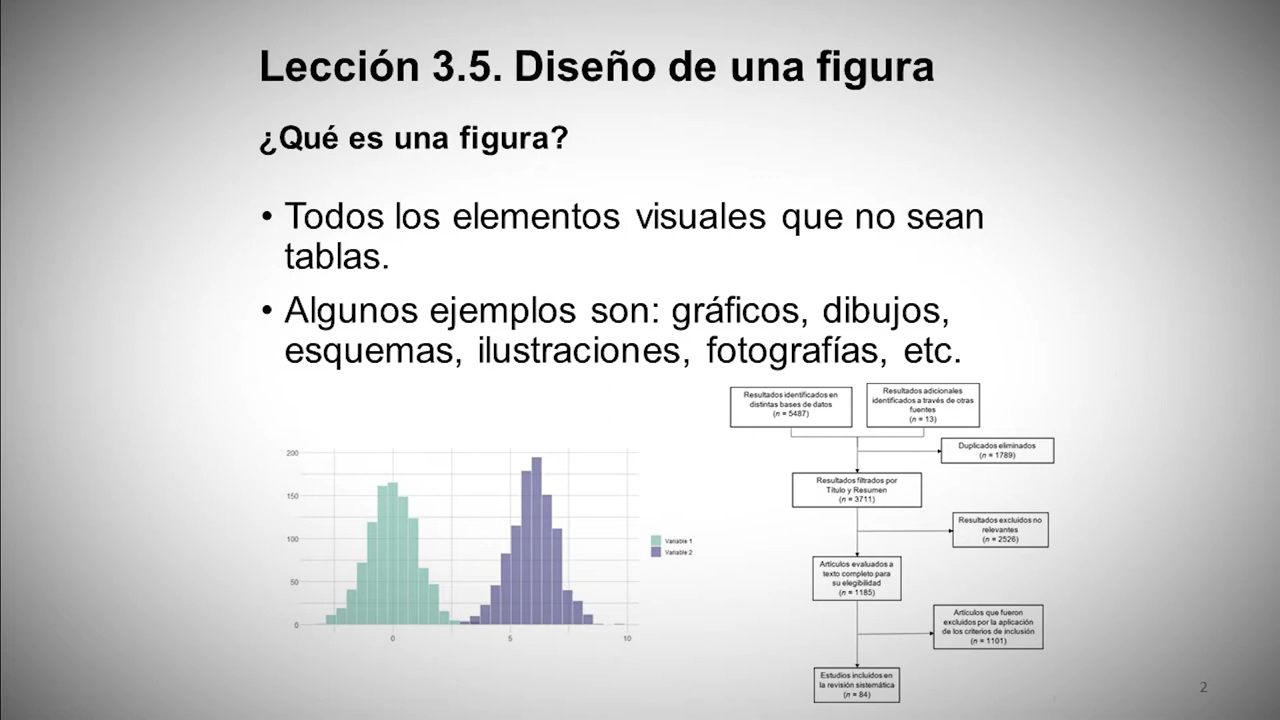 Lección 3.5. Diseño de una figura
¿Qué es una figura?
• Todos los elementos visuales que no sean
tablas.
• Algunos ejemplos son: gráficos, dibujos,
esquemas, ilustraciones, fotografías, etc.
200
150
100
50
0
0
5
10
Variable 1
Variable 2
Resultados identificados en
distintas bases de datos
(n = 5487)
Resultados adicionales
identificados a través de otras
fuentes
(n = 13)
Duplicados eliminados
(n = 1789)
Resultados filtrados por
Título y Resumen
(n = 3711)
Resultados excluidos no
relevantes
(n = 2526)
Artículos evaluados a
texto completo para
su elegibilidad
(n = 1185)
Artículos que fueron
excluidos por la aplicación
de los criterios de inclusión
(n = 1101)
Estudios incluidos en
la revisión sistemática
(n = 84)
2